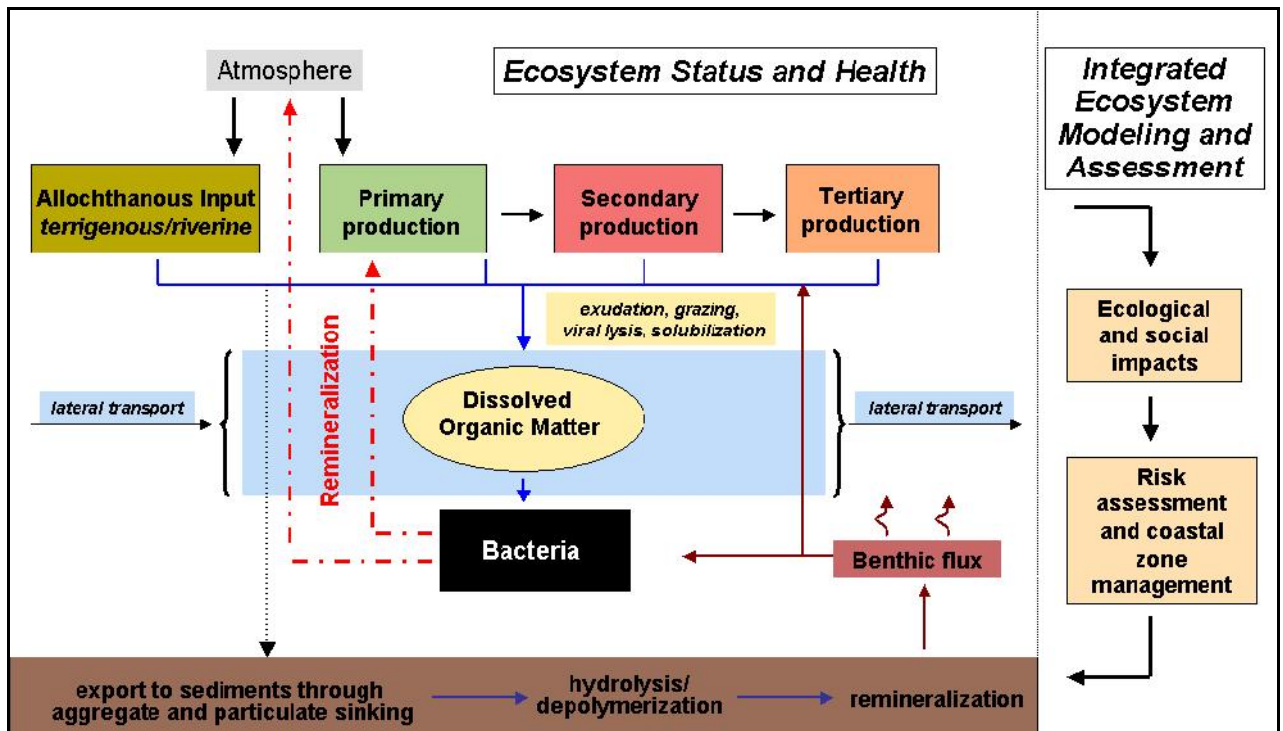 Atmosphere
Ecosystem Status and Health
Integrated
Ecosystem
Modeling and
Assessment
Allochthanous Input
terrigenous/riverine
Primary
production
Secondary
production
Tertiary
production
exudation, grazing,
viral lysis, solubilization
Ecological
and social
impacts
Remineralization
lateral transport
Dissolved
Organic Matter
lateral transport
Risk
assessment
and coastal
zone
management
Bacteria
Benthic flux
export to sediments through
aggregate and particulate sinking
hydrolysis/
depolymerization
remineralization